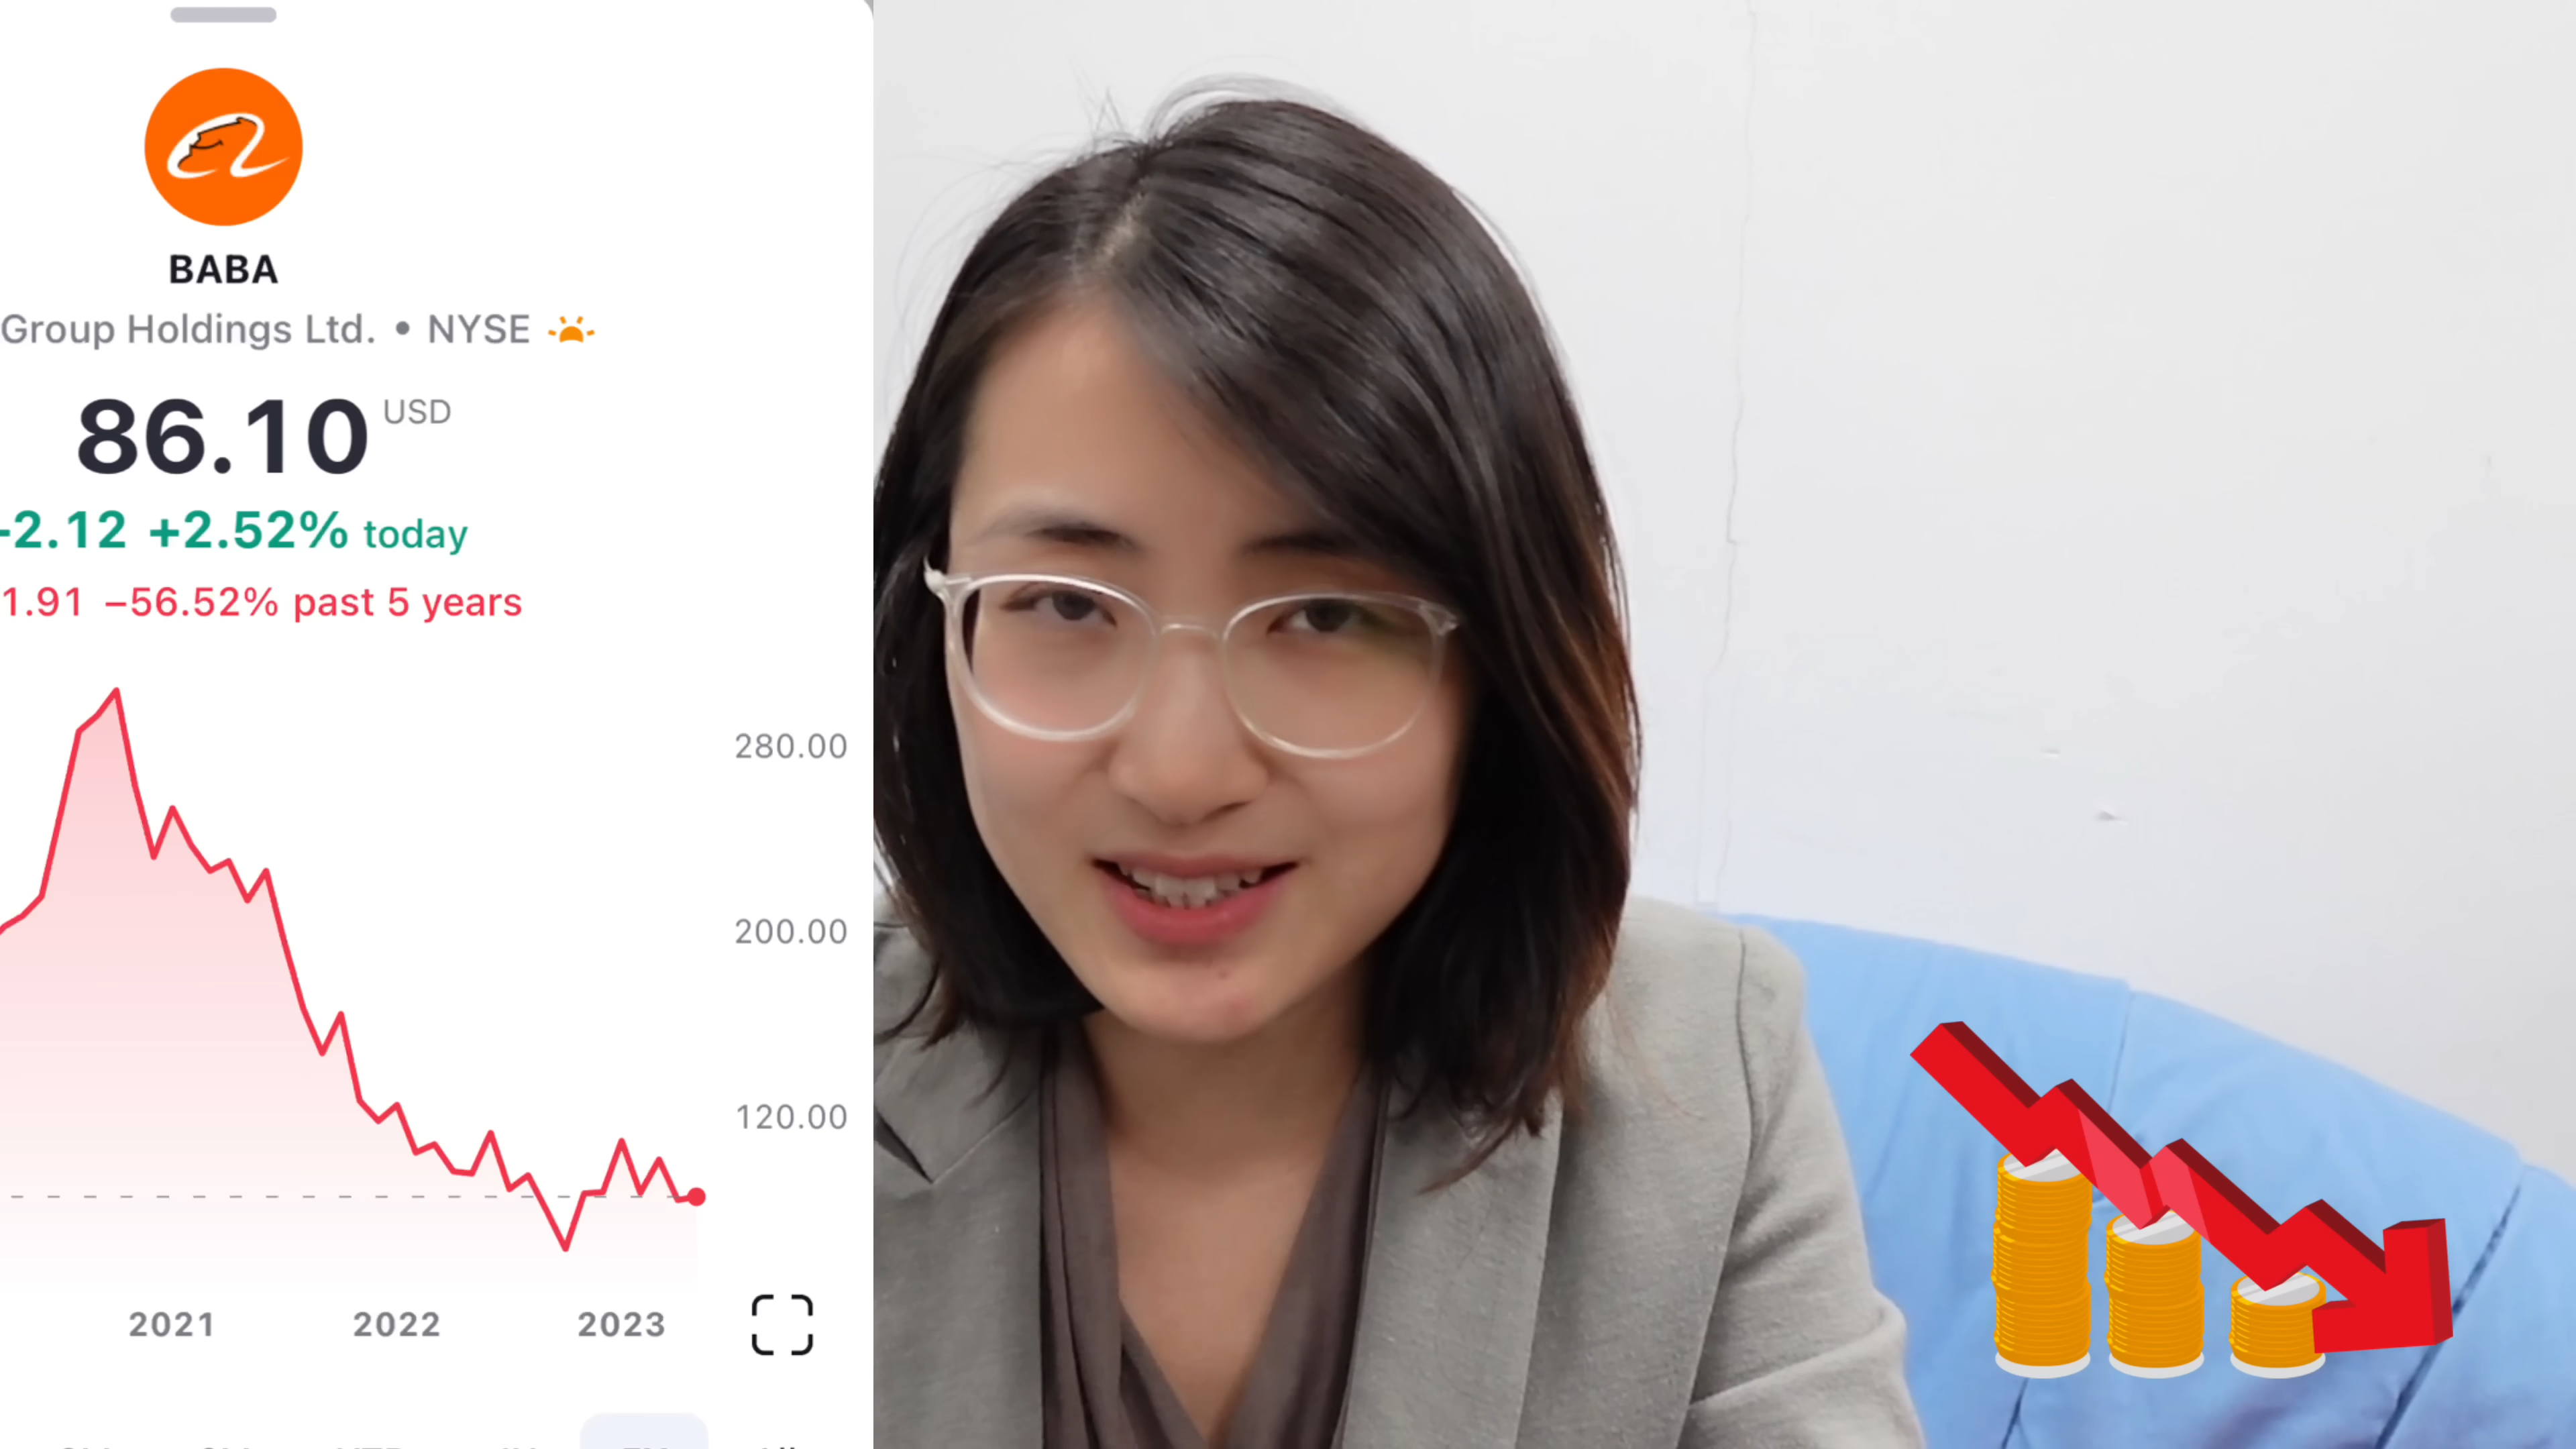 BABA
Group Holdings Ltd. • NYSE
86.10 USD
2.12 +2.52% today
1.91 −56.52% past 5 years
280.00
200.00
120.00
2021 2022 2023